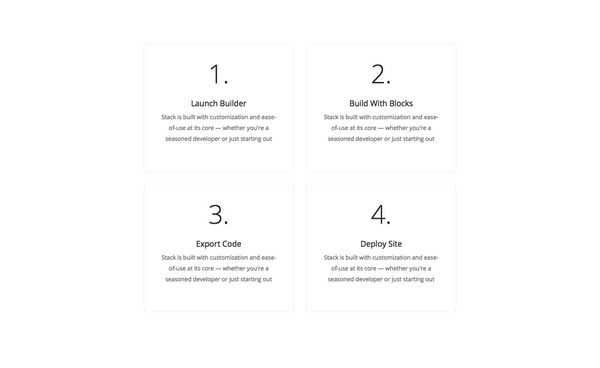 1.
Launch Builder
Stack is built with customization and ease-
of-use at its core — whether you're a
seasoned developer or just starting out
2.
Build With Blocks
Stack is built with customization and ease-
of-use at its core — whether you're a
seasoned developer or just starting out
3.
Export Code
Stack is built with customization and ease-
of-use at its core — whether you're a
seasoned developer or just starting out
4.
Deploy Site
Stack is built with customization and ease-
of-use at its core — whether you're a
seasoned developer or just starting out